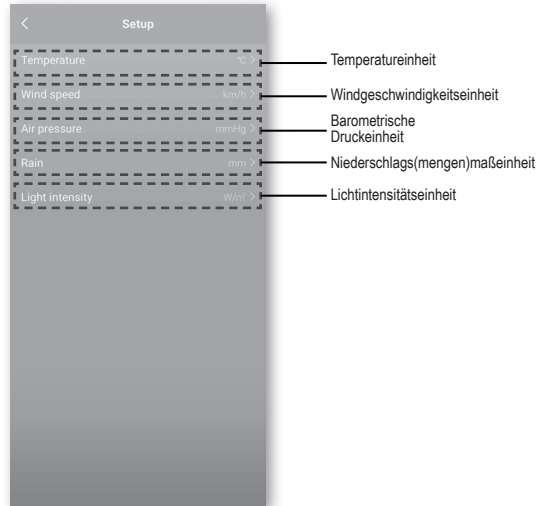 Setup
Temperature °C
Temperatureinheit
Wind speed km/h
Windgeschwindigkeitseinheit
Air pressure mmHg
Barometrische
Druckeinheit
Rain mm
Niederschlags(mengen)maßeinheit
Light intensity W/m²
Lichtintensitätseinheit